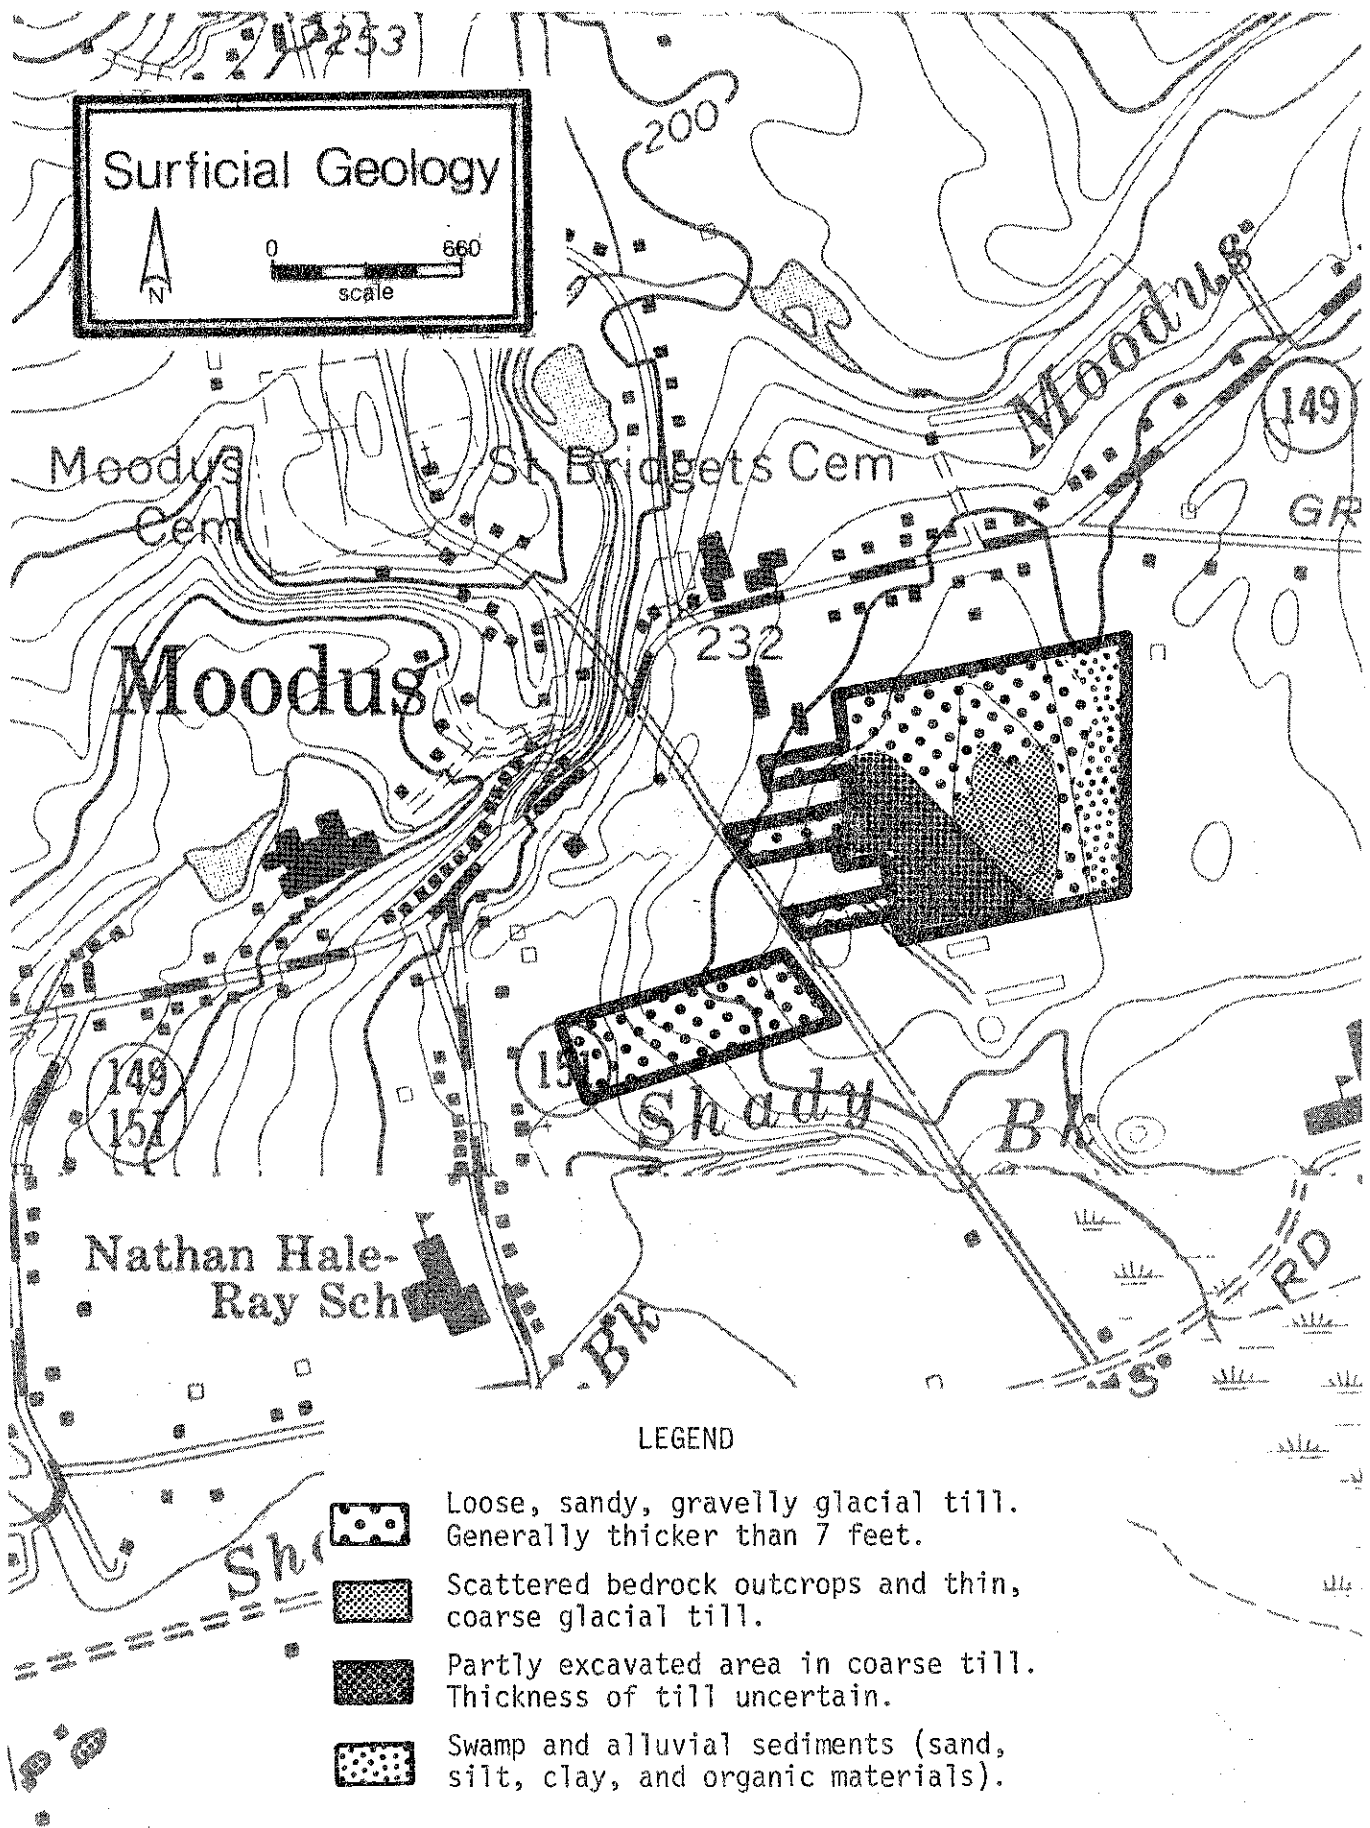 253
200
Surficial Geology
0 660
scale
N
Moodus
149
Moodus
Cem
St Bridgets Cem
GR
232
Moodus
151
149
151
Shady
Bk
Nathan Hale-
Ray Sch
Bk
RD
S
LEGEND
Loose, sandy, gravelly glacial till.
Generally thicker than 7 feet.
Sh
Scattered bedrock outcrops and thin,
coarse glacial till.
Partly excavated area in coarse till.
Thickness of till uncertain.
Swamp and alluvial sediments (sand,
silt, clay, and organic materials).